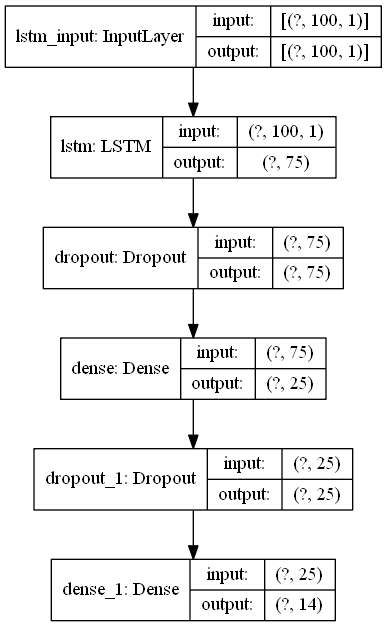 lstm_input: InputLayer
input: [(?, 100, 1)]
output: [(?, 100, 1)]
lstm: LSTM
input: (?, 100, 1)
output: (?, 75)
dropout: Dropout
input: (?, 75)
output: (?, 75)
dense: Dense
input: (?, 75)
output: (?, 25)
dropout_1: Dropout
input: (?, 25)
output: (?, 25)
dense_1: Dense
input: (?, 25)
output: (?, 14)